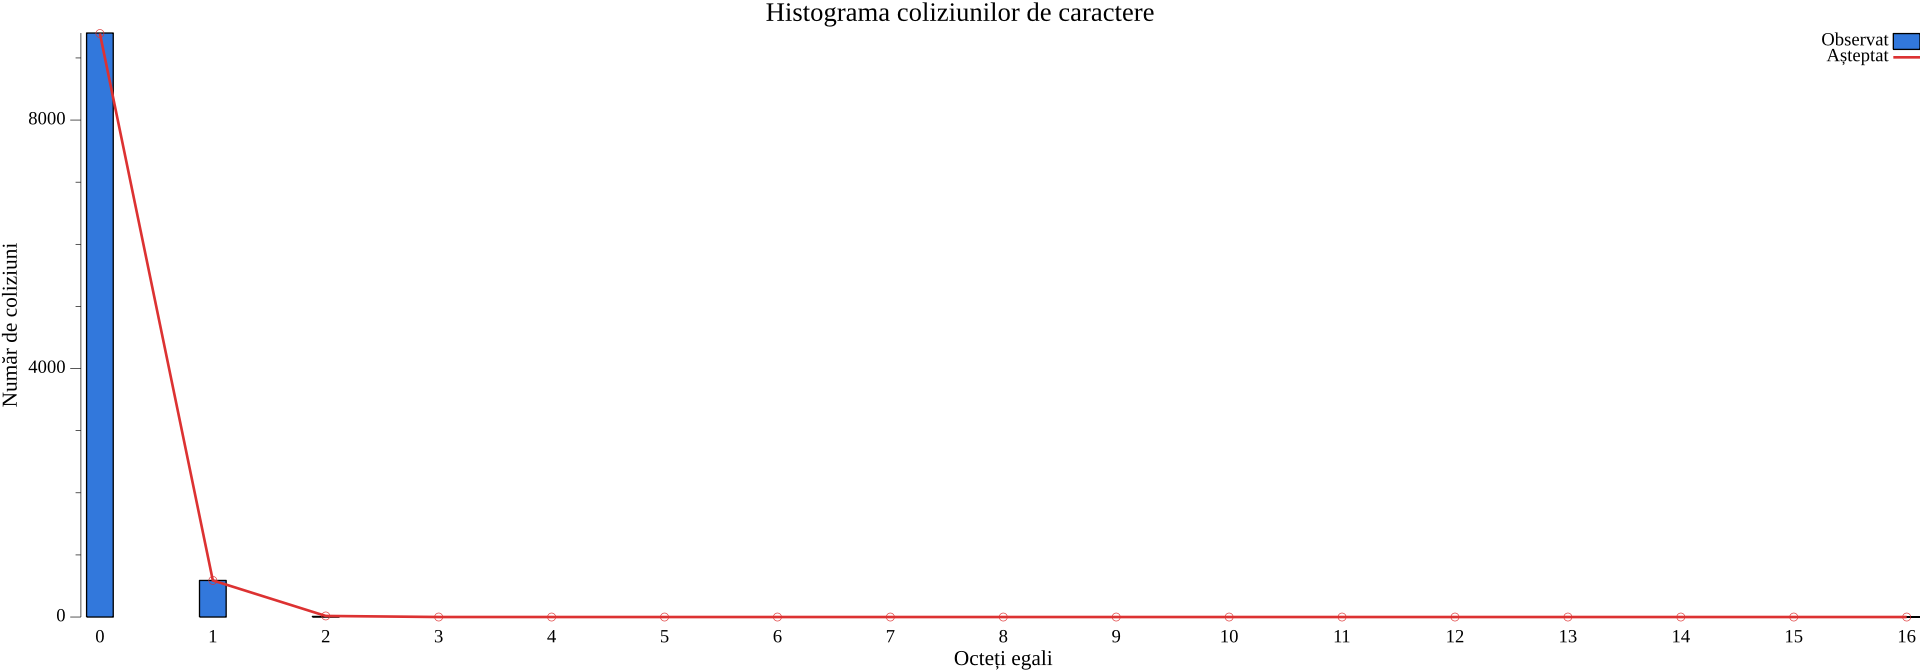 Histograma coliziunilor de caractere
Observat
Așteptat
Număr de coliziuni
8000
4000
0
0 1 2 3 4 5 6 7 8 9 10 11 12 13 14 15 16
Octeți egali